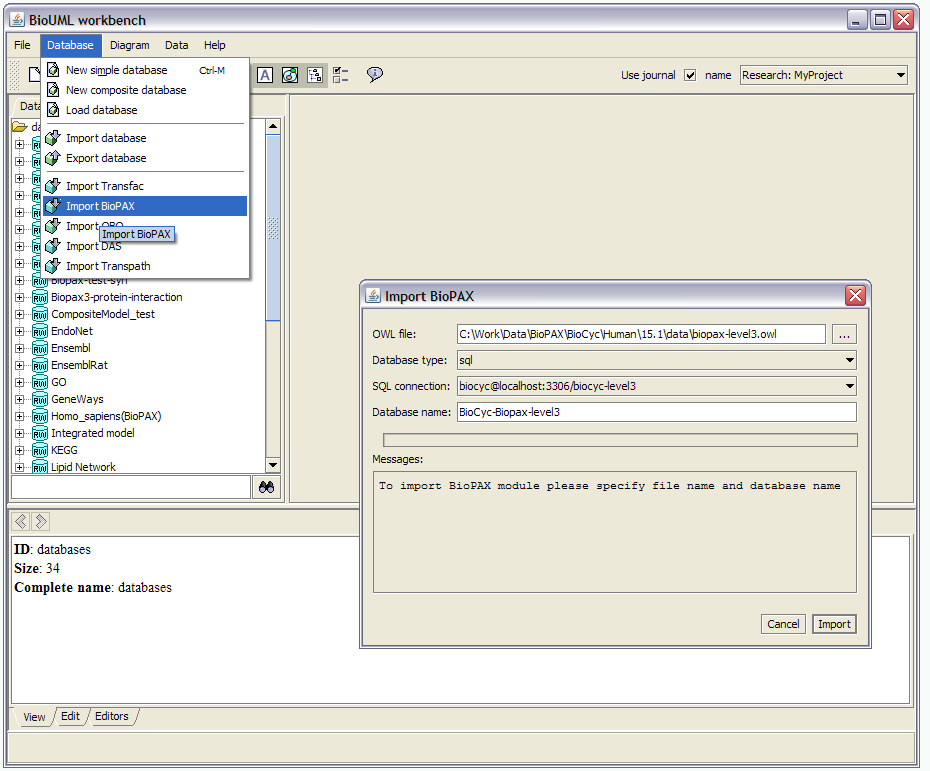 BioUML workbench
File Database Diagram Data Help
New simple database Ctrl-M
New composite database
Load database
Import database
Export database
Import Transfac
Import BioPAX
Import
Import BioPAX
Import DAS
Import Transpath
A
Use journal name Research: MyProject
Biopax3-protein-interaction
CompositeModel_test
EndoNet
Ensembl
EnsemblRat
GO
GeneWays
Homo_sapiens(BioPAX)
Integrated model
KEGG
Lipid Network
Import BioPAX
OWL file: C:\Work\Data\BioPAX\BioCyc\Human\15.1\data\biopax-level3.owl ...
Database type: sql
SQL connection: biocyc@localhost:3306/biocyc-level3
Database name: BioCyc-Biopax-level3
Messages:
To import BioPAX module please specify file name and database name
Cancel Import
ID: databases
Size: 34
Complete name: databases
View Edit Editors